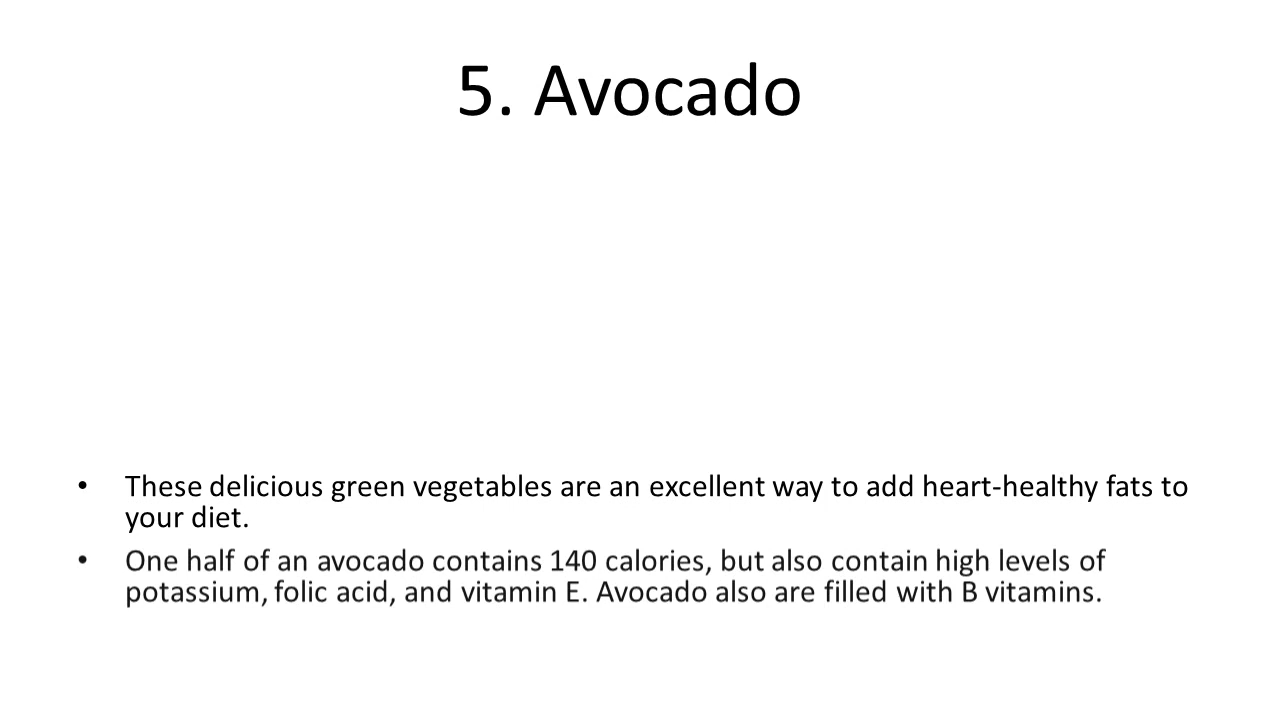 5. Avocado
• These delicious green vegetables are an excellent way to add heart-healthy fats to
your diet.
• One half of an avocado contains 140 calories, but also contain high levels of
potassium, folic acid, and vitamin E. Avocado also are filled with B vitamins.